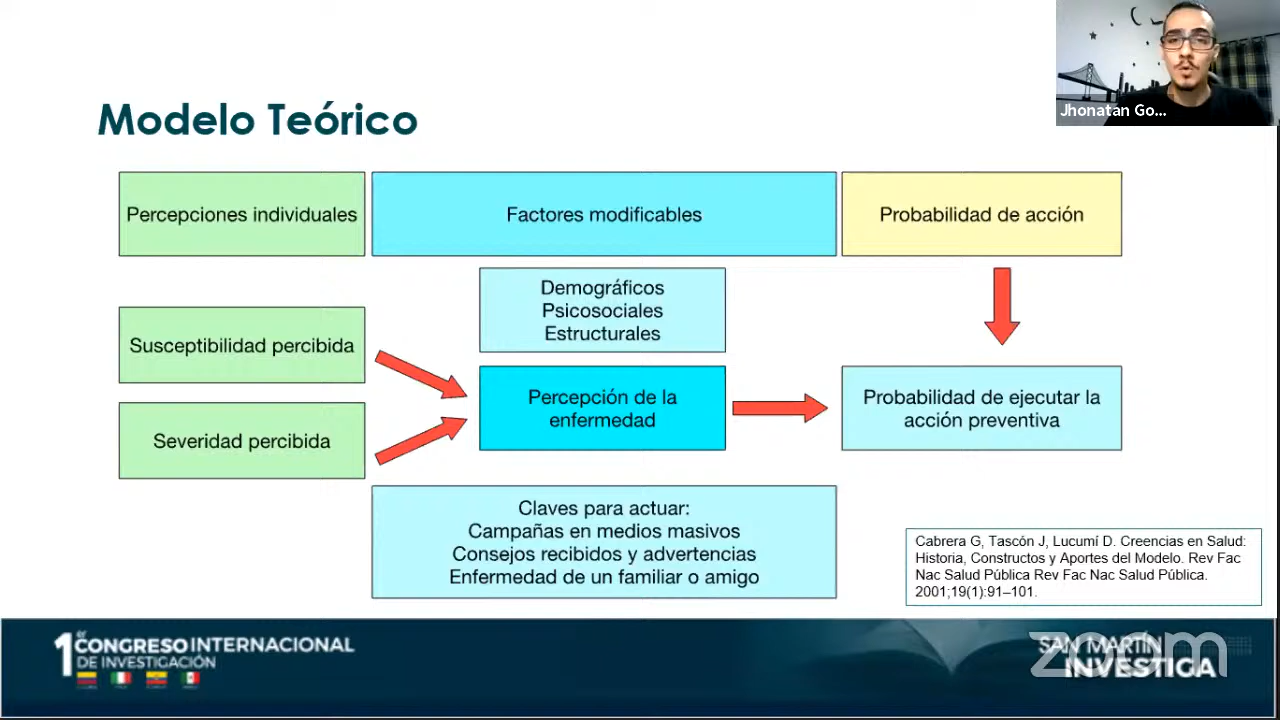 Jhonatan Go...
Modelo Teórico
Percepciones individuales
Factores modificables
Probabilidad de acción
Demográficos
Psicosociales
Estructurales
Susceptibilidad percibida
Severidad percibida
Percepción de la
enfermedad
Probabilidad de ejecutar la
acción preventiva
Claves para actuar:
Campañas en medios masivos
Consejos recibidos y advertencias
Enfermedad de un familiar o amigo
Cabrera G, Tascón J, Lucumí D. Creencias en Salud:
Historia, Constructos y Aportes del Modelo. Rev Fac
Nac Salud Pública Rev Fac Nac Salud Pública.
2001;19(1):91–101.
1er CONGRESO INTERNACIONAL
DE INVESTIGACIÓN
SAN MARTÍN
INVESTIGA
zoom